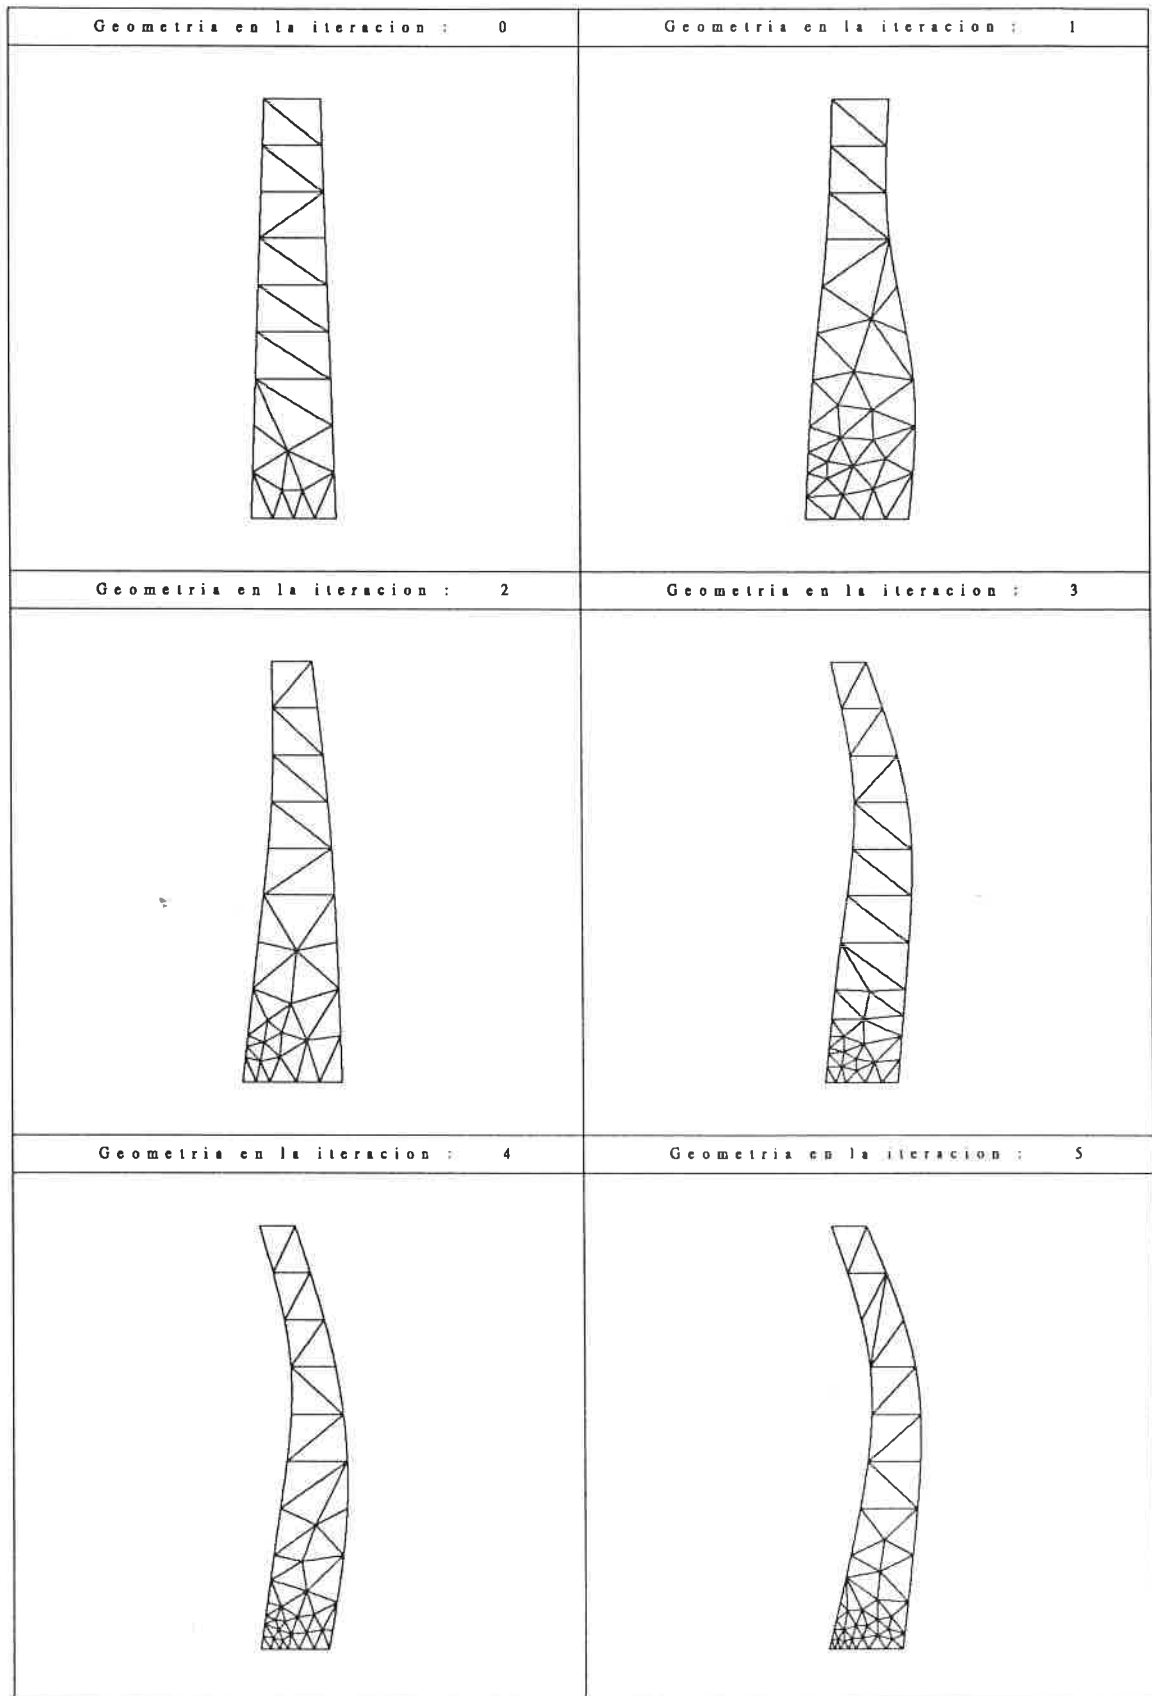 Geometria en la iteracion : 0
Geometria en la iteracion : 1
Geometria en la iteracion : 2
Geometria en la iteracion : 3
Geometria en la iteracion : 4
Geometria en la iteracion : 5